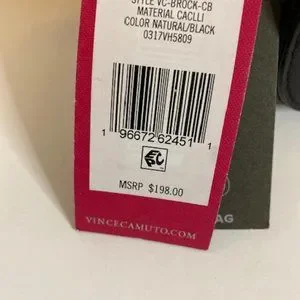 STYLE VC-BROCK-CB
MATERIAL CACLLI
COLOR NATURAL/BLACK
0317VH5809
1 96672 62451 1
MSRP $198.00
AG
VINCECAMUTO.COM